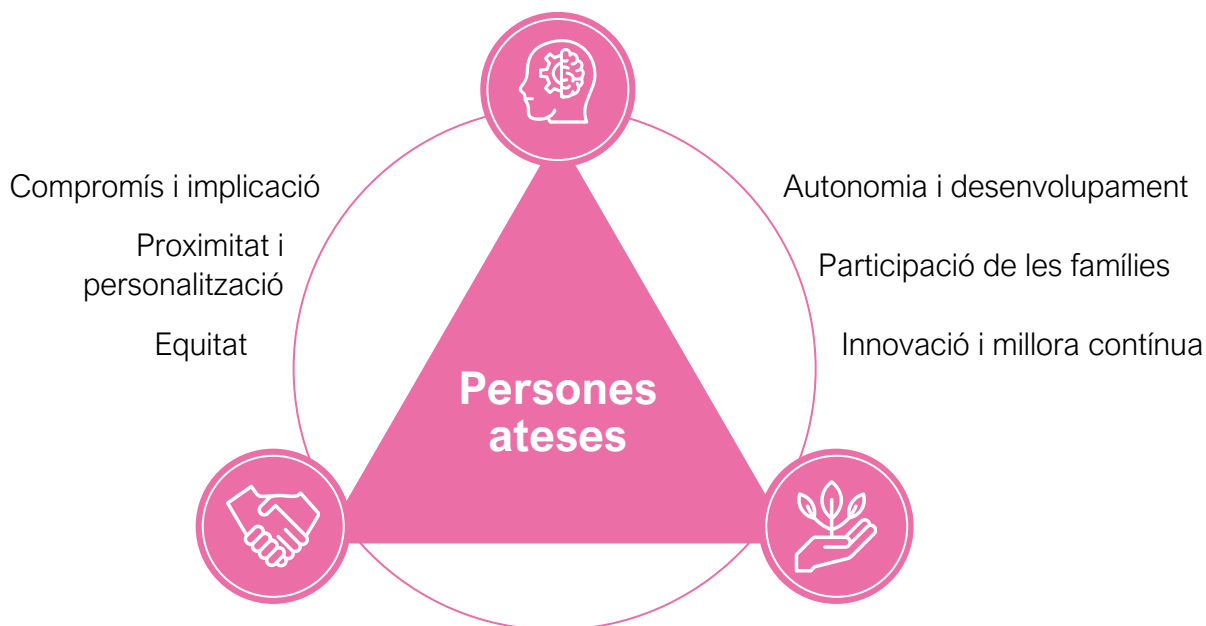 Compromís i implicació
Proximitat i
personalització
Equitat
Persones
ateses
Autonomia i desenvolupament
Participació de les famílies
Innovació i millora contínua